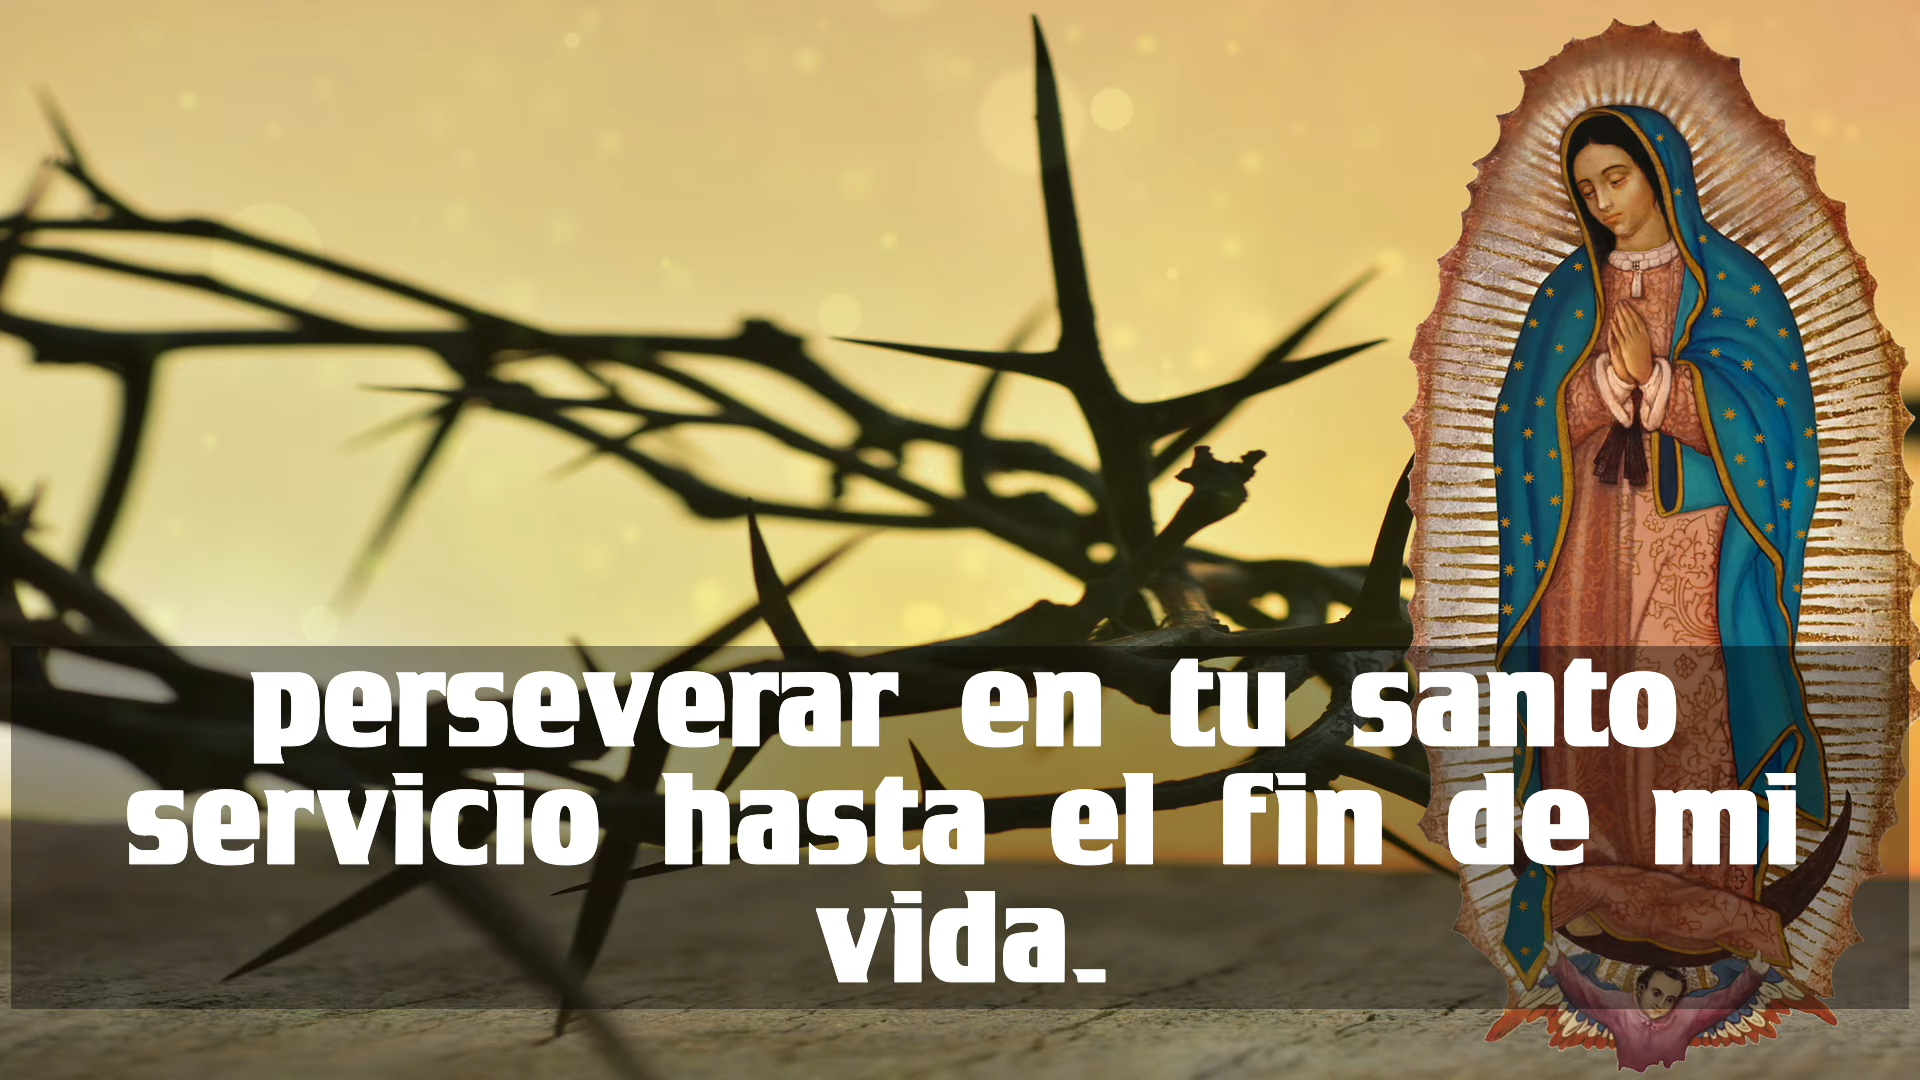 perseverar en tu santo
servicio hasta el fin de mi
vida.